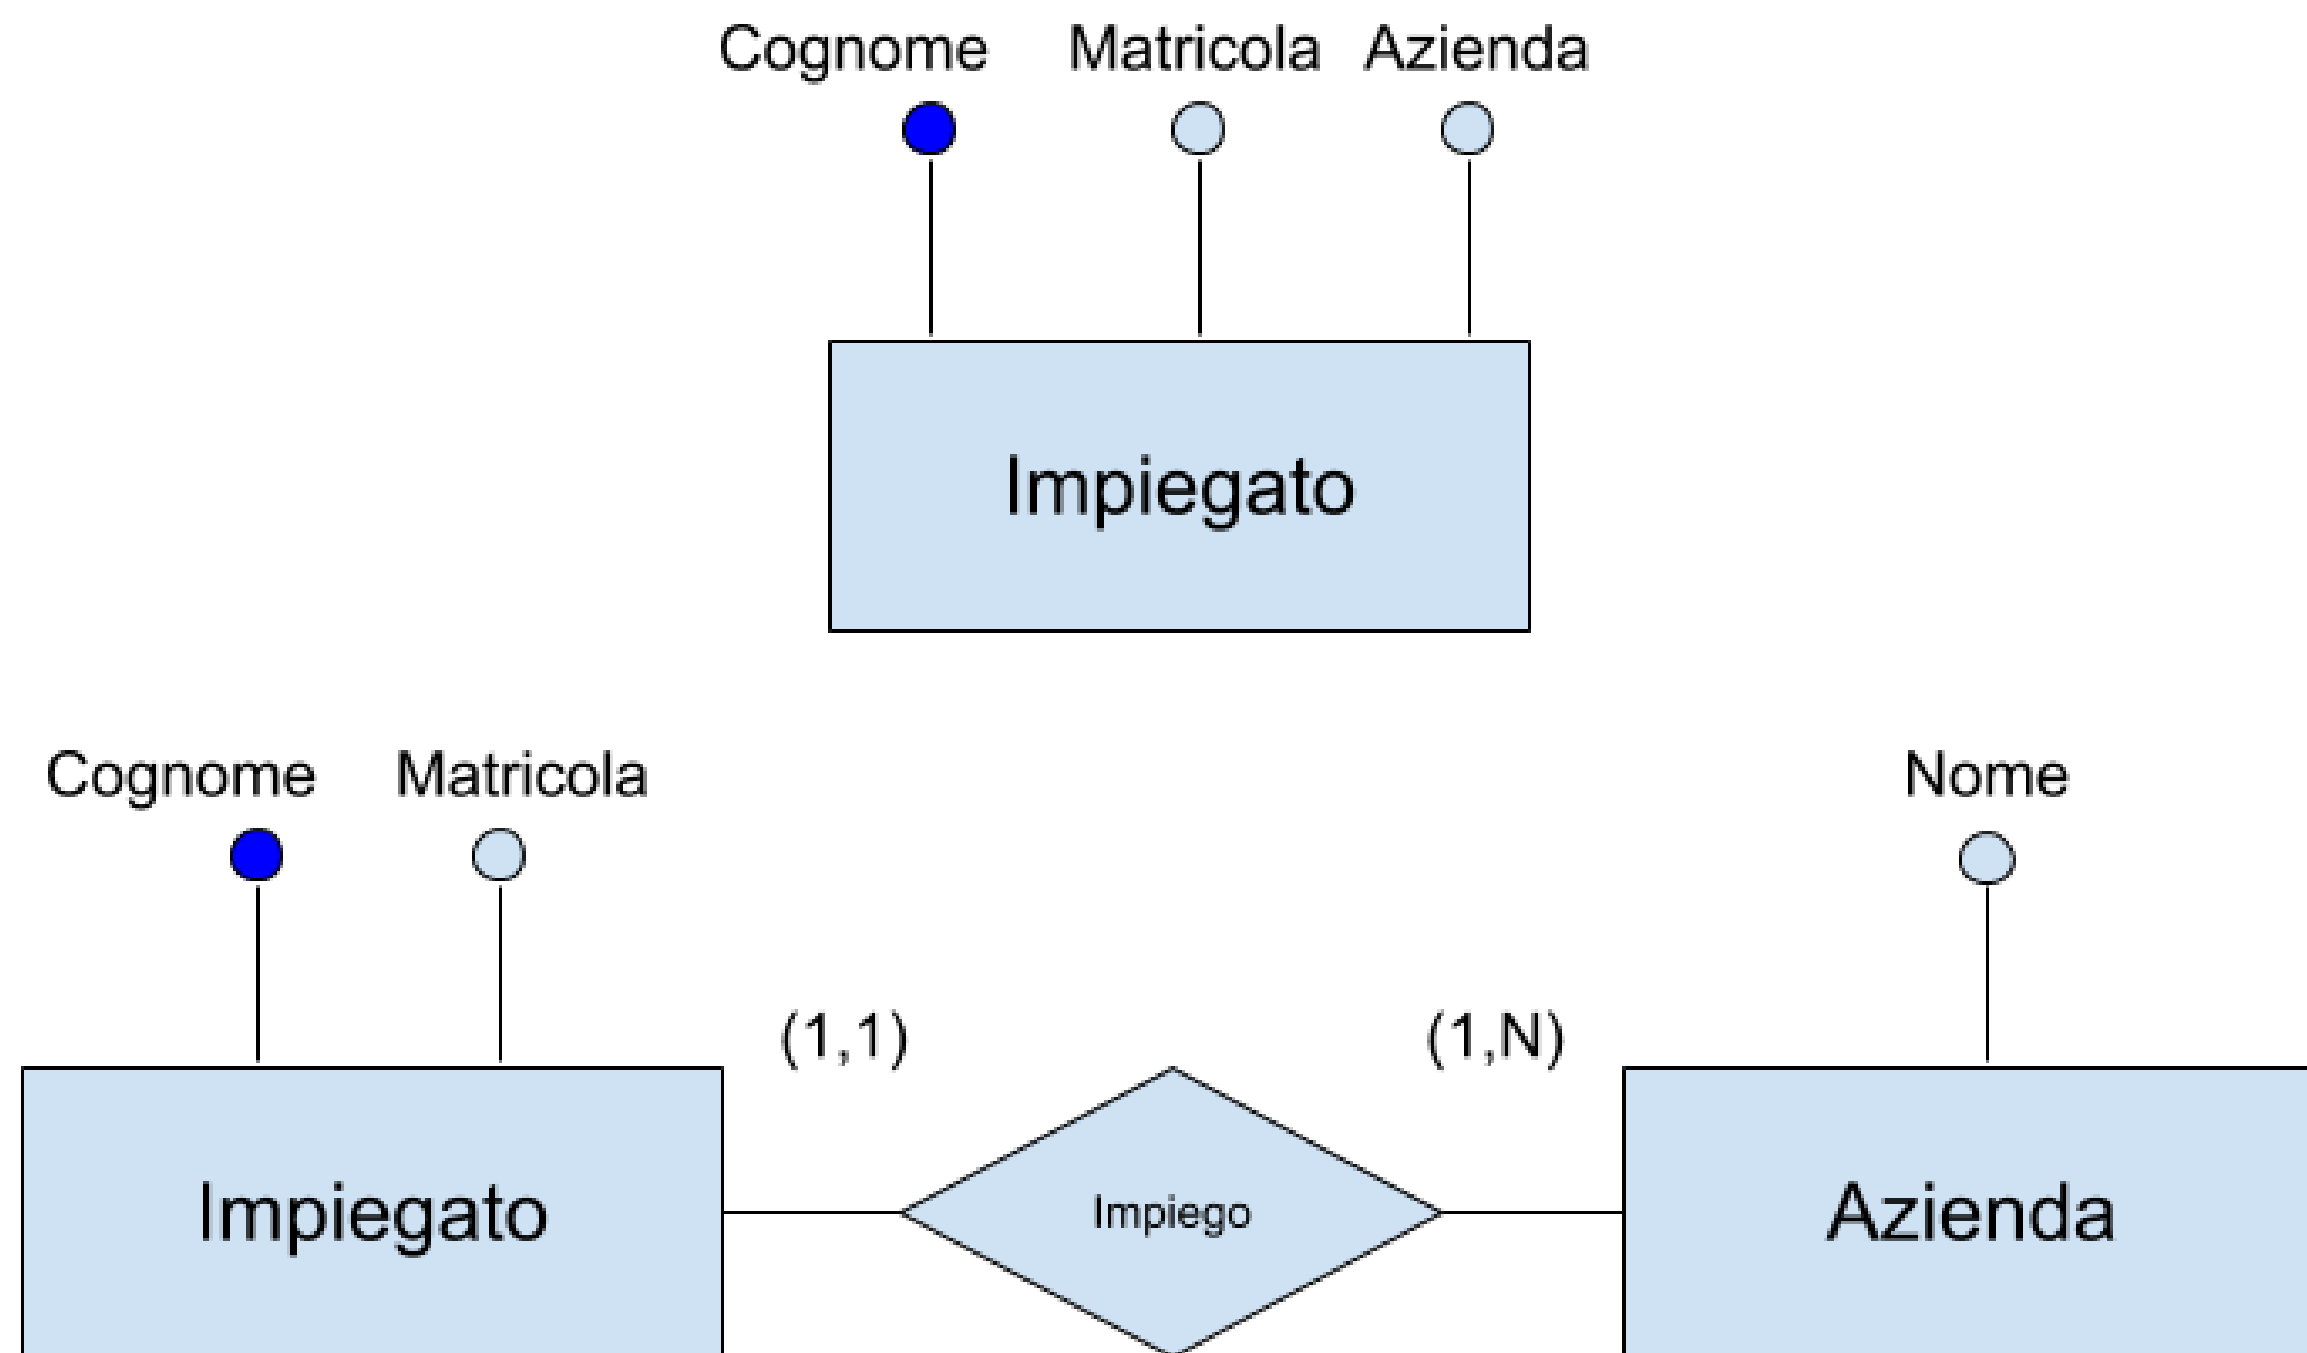 Cognome Matricola Azienda
Impiegato
Cognome Matricola Nome
(1,1) (1,N)
Impiegato Impiego Azienda